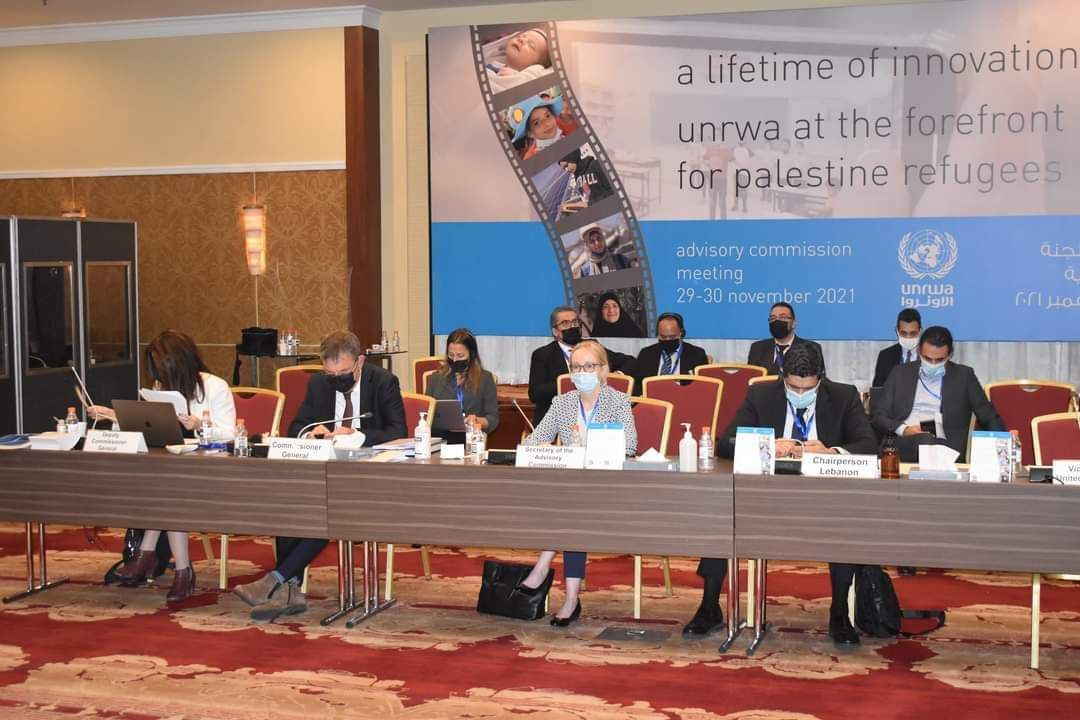 a lifetime of innovation
unrwa at the forefront
for palestine refugees
advisory commission
meeting
29-30 november 2021
unrwa
الأونروا
٢٠٢١
Deputy
Commissioner
General
General
Secretary of the
Advisory
Commission
Chairperson
Lebanon